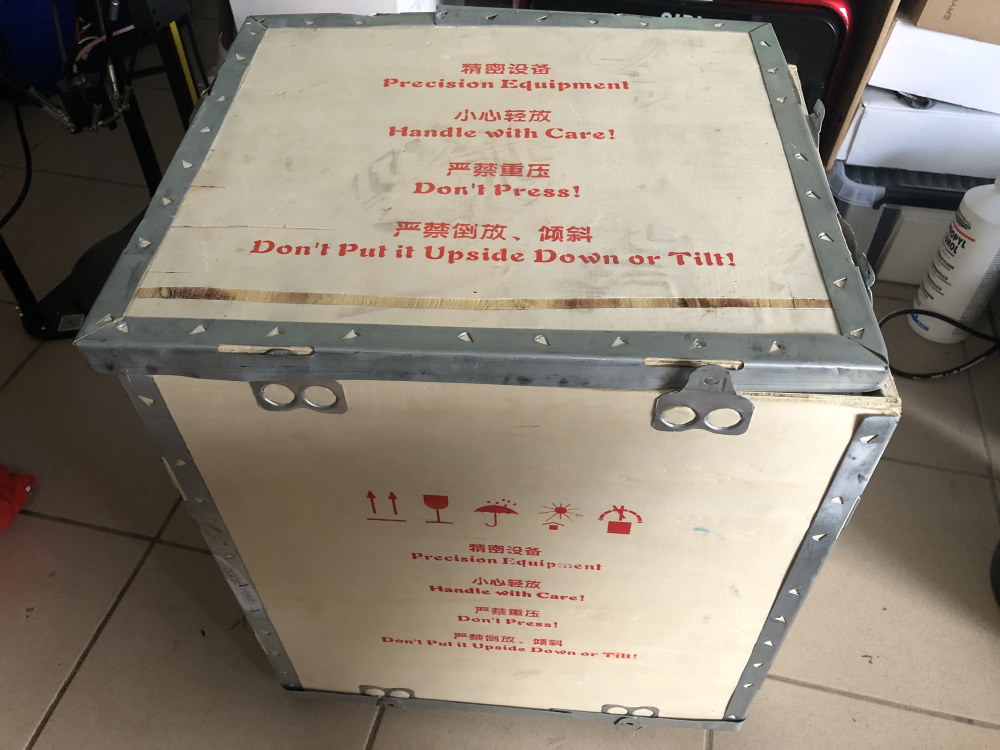 精密设备
Precision Equipment
小心轻放
Handle with Care!
严禁重压
Don't Press!
严禁倒放、倾斜
Don't Put it Upside Down or Tilt!
精密设备
Precision Equipment
小心轻放
Handle with Care!
严禁重压
Don't Press!
严禁倒放、倾斜
Don't Put it Upside Down or Tilt!